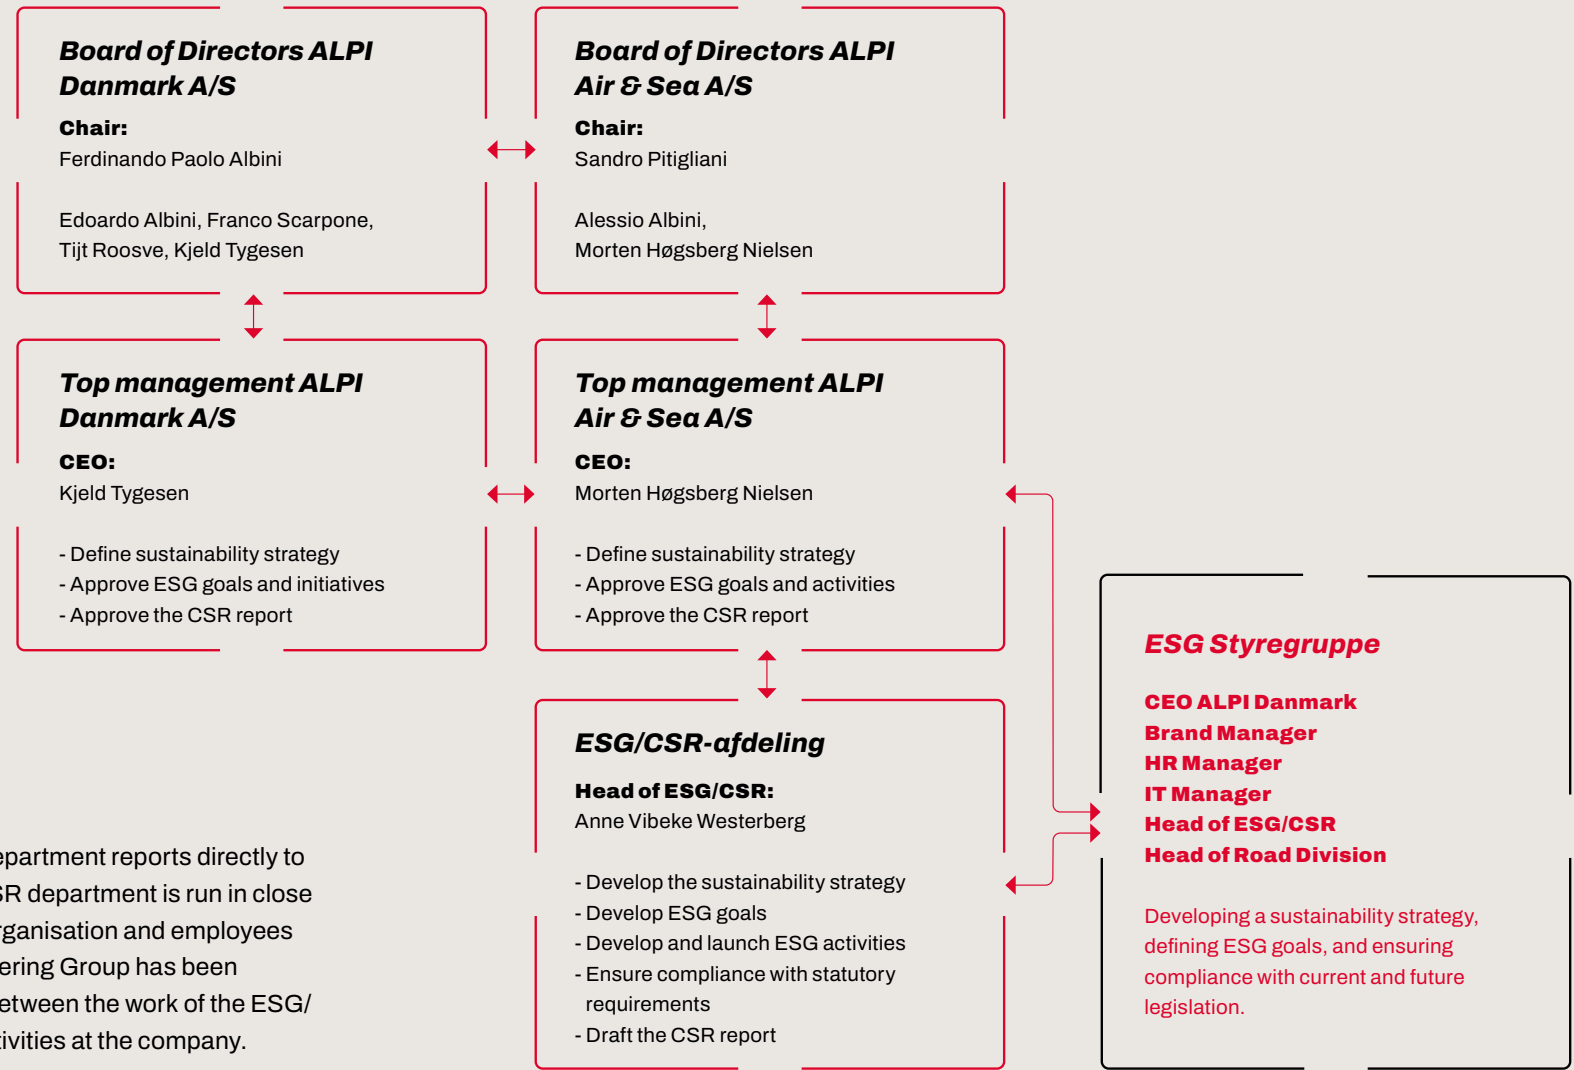 Board of Directors ALPI
Danmark A/S
Chair:
Ferdinando Paolo Albini
Edoardo Albini, Franco Scarpone,
Tijt Roosve, Kjeld Tygesen
Board of Directors ALPI
Air & Sea A/S
Chair:
Sandro Pitigliani
Alessio Albini,
Morten Høgsberg Nielsen
Top management ALPI
Danmark A/S
CEO:
Kjeld Tygesen
- Define sustainability strategy
- Approve ESG goals and initiatives
- Approve the CSR report
Top management ALPI
Air & Sea A/S
CEO:
Morten Høgsberg Nielsen
- Define sustainability strategy
- Approve ESG goals and activities
- Approve the CSR report
ESG/CSR-afdeling
Head of ESG/CSR:
Anne Vibeke Westerberg
- Develop the sustainability strategy
- Develop ESG goals
- Develop and launch ESG activities
- Ensure compliance with statutory
requirements
- Draft the CSR report
ESG Styregruppe
CEO ALPI Danmark
Brand Manager
HR Manager
IT Manager
Head of ESG/CSR
Head of Road Division
Developing a sustainability strategy,
defining ESG goals, and ensuring
compliance with current and future
legislation.
reports directly to
department is run in close
and employees
Group has been
the work of the ESG/
at the company.